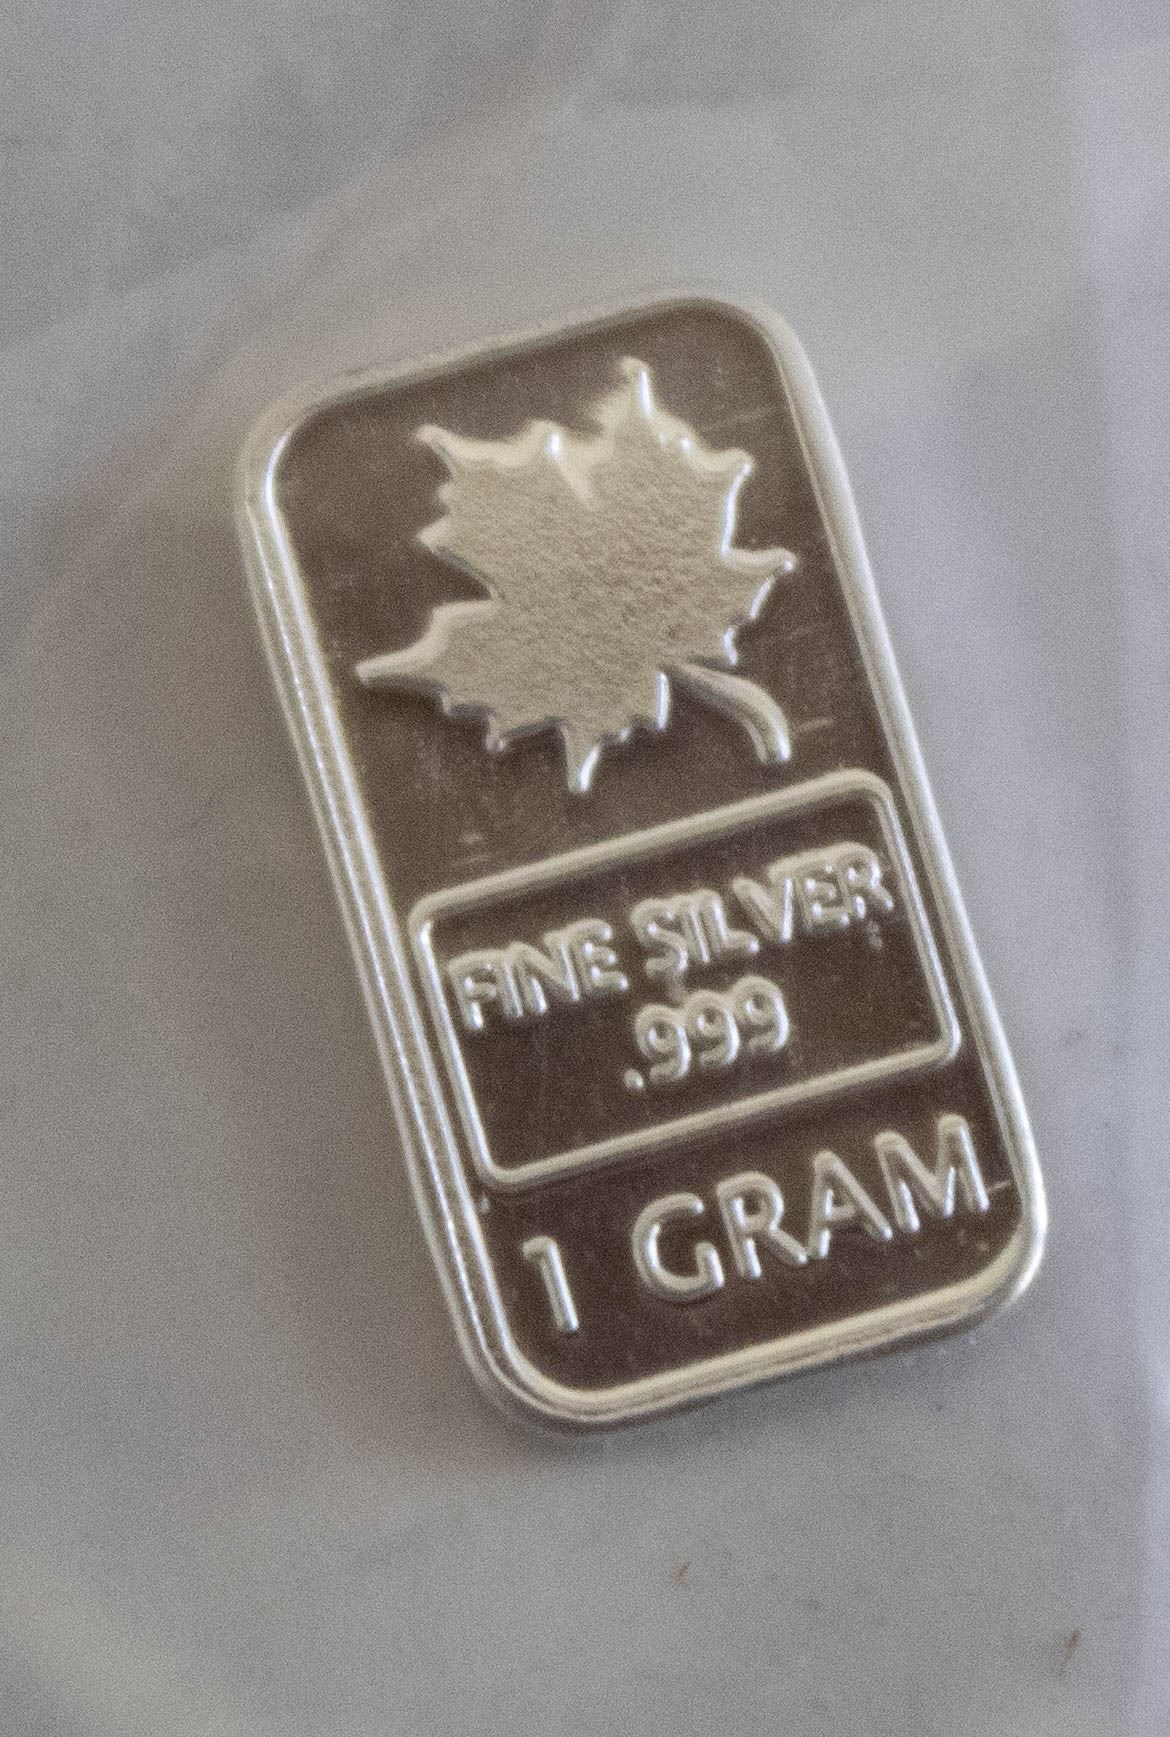 FINE SILVER
.999
1 GRAM